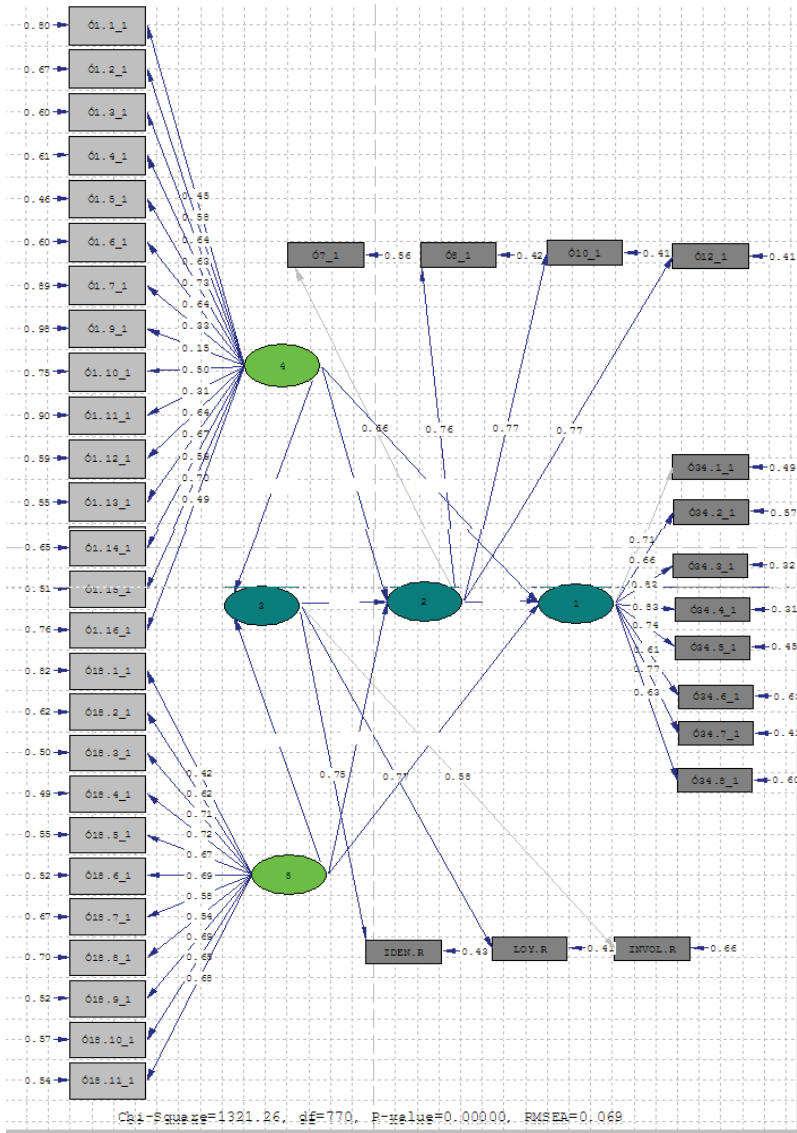 0.80 Ó1.1_1
0.67 Ó1.2_1
0.60 Ó1.3_1
0.61 Ó1.4_1
0.46 Ó1.5_1
0.60 Ó1.6_1
0.89 Ó1.7_1
0.98 Ó1.9_1
0.75 Ó1.10_1
0.90 Ó1.11_1
0.59 Ó1.12_1
0.55 Ó1.13_1
0.65 Ó1.14_1
0.51 Ó1.15_1
0.76 Ó1.16_1
0.82 Ó18.1_1
0.62 Ó18.2_1
0.50 Ó18.3_1
0.49 Ó18.4_1
0.55 Ó18.5_1
0.52 Ó18.6_1
0.67 Ó18.7_1
0.70 Ó18.8_1
0.52 Ó18.9_1
0.57 Ó18.10_1
0.54 Ó18.11_1
0.45
0.58
0.64
0.63
0.73
0.64
0.33
0.15
0.50
0.31
0.64
0.67
0.59
0.70
0.49
4
Ó7_1 0.56
Ó8_1 0.42
Ó10_1 0.41
Ó12_1 0.41
0.66
0.76
0.77
0.77
3
2
1
0.71
0.66
0.82
0.83
0.74
0.61
0.77
0.63
Ó34.1_1 0.49
Ó34.2_1 0.57
Ó34.3_1 0.32
Ó34.4_1 0.31
Ó34.5_1 0.45
Ó34.6_1
Ó34.7_1
Ó34.8_1 0.60
0.75
0.77
0.58
0.42
0.62
0.71
0.72
0.67
0.69
0.58
0.54
0.69
0.65
0.68
5
IDEN.R 0.43
LOY.R 0.41
INVOL.R 0.66
Chi-Square=1321.26, df=770, P-value=0.00000, RMSEA=0.069